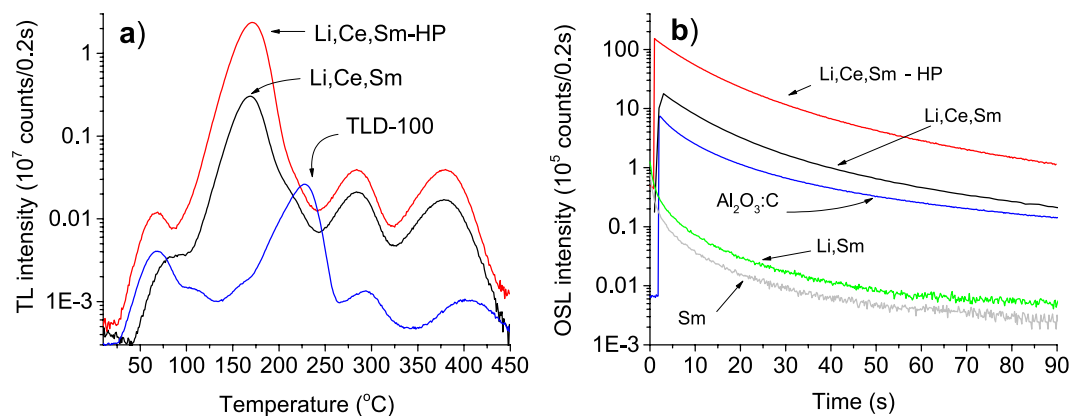 a)
TL intensity (10⁷ counts/0.2s)
1
0.1
0.01
1E−3
Li,Ce,Sm-HP
Li,Ce,Sm
TLD-100
50 100 150 200 250 300 350 400 450
Temperature (°C)
b)
OSL intensity (10⁵ counts/0.2s)
100
10
1
0.1
0.01
1E−3
Li,Ce,Sm - HP
Li,Ce,Sm
Al₂O₃:C
Li,Sm
Sm
0 10 20 30 40 50 60 70 80 90
Time (s)